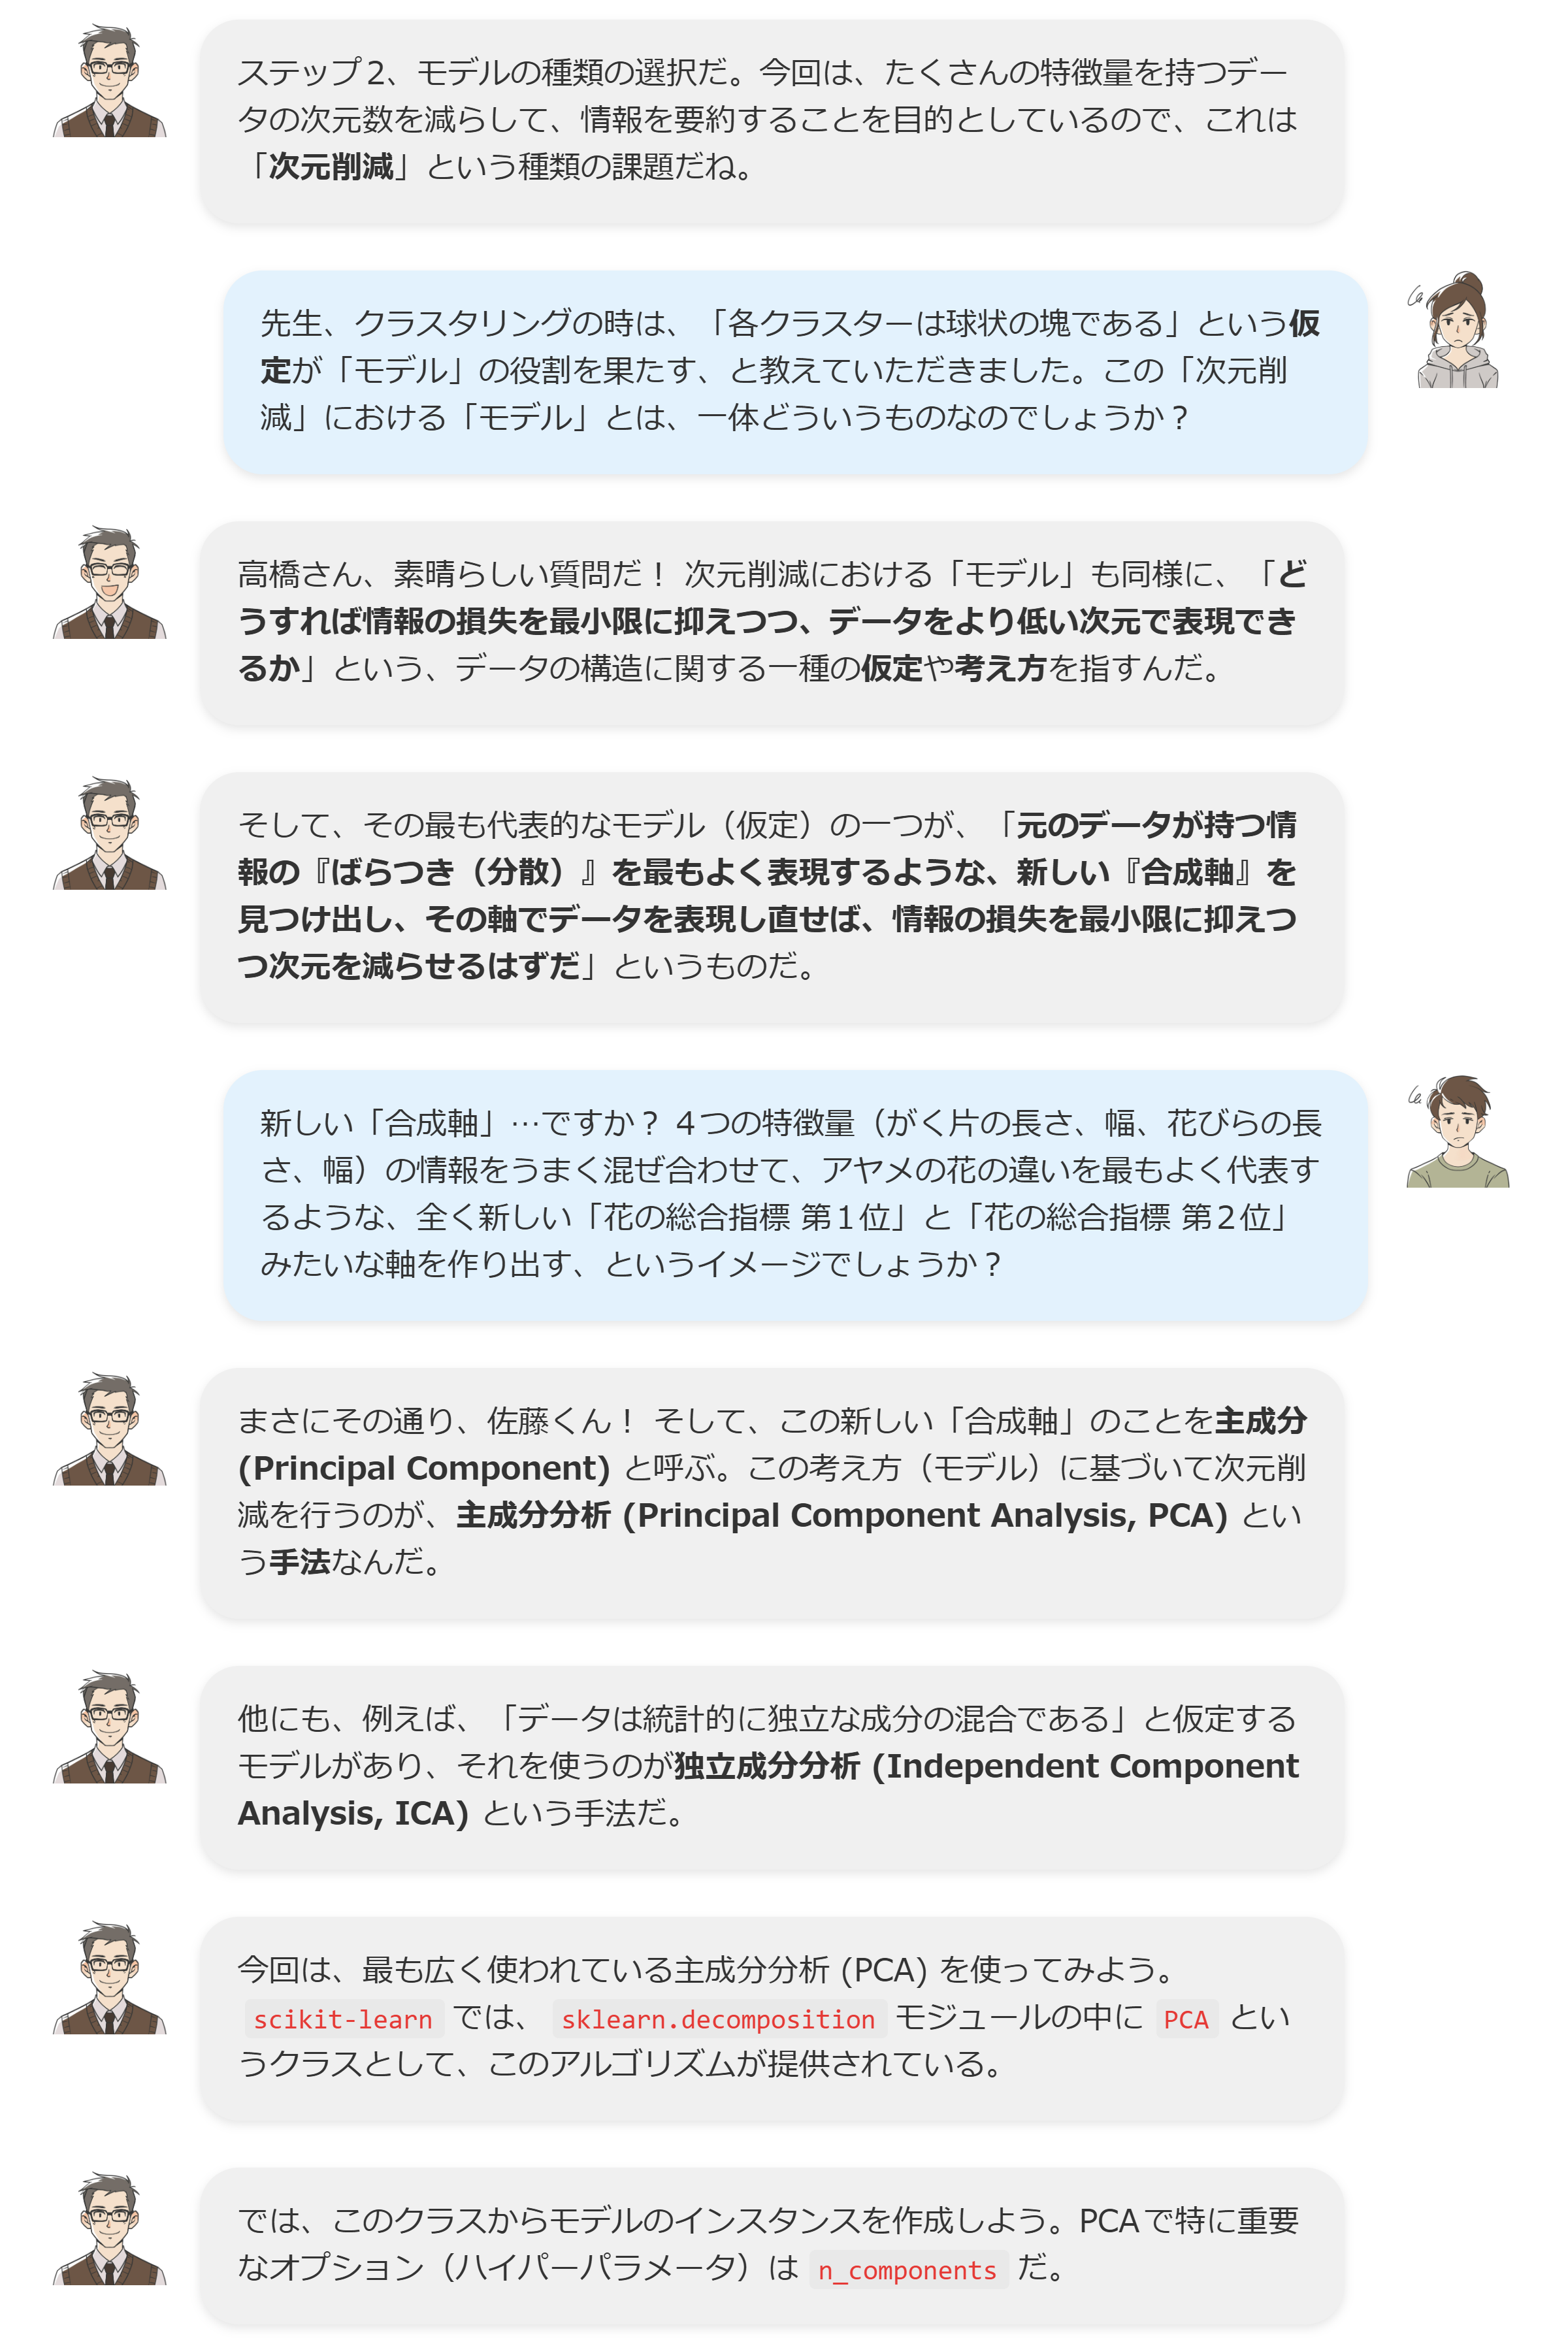 ステップ2、モデルの種類の選択だ。今回は、たくさんの特徴量を持つデー
タの次元数を減らして、情報を要約することを目的としているので、これは
「次元削減」という種類の課題だね。
先生、クラスタリングの時は、「各クラスターは球状の塊である」という仮
定が「モデル」の役割を果たす、と教えていただきました。この「次元削
減」における「モデル」とは、一体どういうものなのでしょうか？
高橋さん、素晴らしい質問だ！ 次元削減における「モデル」も同様に、「ど
うすれば情報の損失を最小限に抑えつつ、データをより低い次元で表現でき
るか」という、データの構造に関する一種の仮定や考え方を指すんだ。
そして、その最も代表的なモデル（仮定）の一つが、「元のデータが持つ情
報の『ばらつき（分散）』を最もよく表現するような、新しい『合成軸』を
見つけ出し、その軸でデータを表現し直せば、情報の損失を最小限に抑えつ
つ次元を減らせるはずだ」というものだ。
新しい「合成軸」…ですか？ 4つの特徴量（がく片の長さ、幅、花びらの長
さ、幅）の情報をうまく混ぜ合わせて、アヤメの花の違いを最もよく代表す
るような、全く新しい「花の総合指標 第1位」と「花の総合指標 第2位」
みたいな軸を作り出す、というイメージでしょうか？
まさにその通り、佐藤くん！ そして、この新しい「合成軸」のことを主成分
(Principal Component) と呼ぶ。この考え方（モデル）に基づいて次元削
減を行うのが、主成分分析 (Principal Component Analysis, PCA) とい
う手法なんだ。
他にも、例えば、「データは統計的に独立な成分の混合である」と仮定する
モデルがあり、それを使うのが独立成分分析 (Independent Component
Analysis, ICA) という手法だ。
今回は、最も広く使われている主成分分析 (PCA) を使ってみよう。
scikit-learn では、 sklearn.decomposition モジュールの中に PCA とい
うクラスとして、このアルゴリズムが提供されている。
では、このクラスからモデルのインスタンスを作成しよう。PCAで特に重要
なオプション（ハイパーパラメータ）は n_components だ。